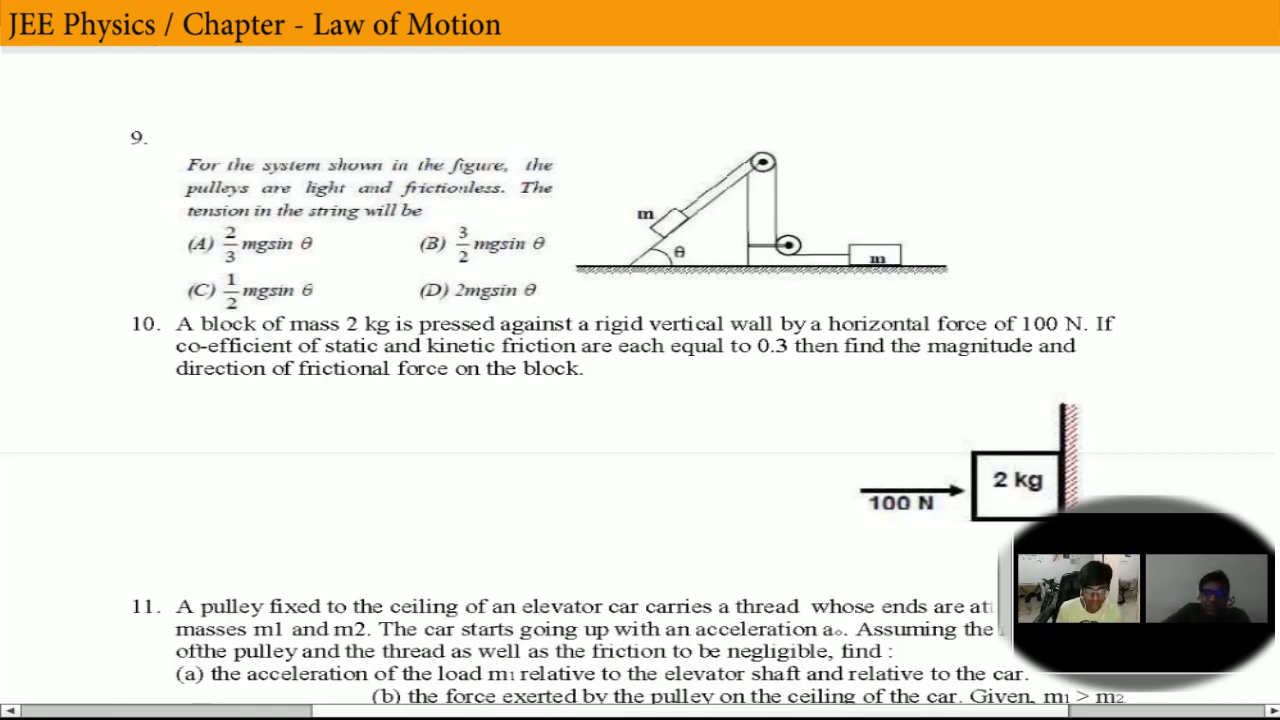 JEE Physics / Chapter - Law of Motion
9.
For the system shown in the figure, the
pulleys are light and frictionless. The
tension in the string will be
(A) 2/3 mgsin θ (B) 3/2 mgsin θ
(C) 1/2 mgsin θ (D) 2mgsin θ
m
θ
m
10. A block of mass 2 kg is pressed against a rigid vertical wall by a horizontal force of 100 N. If
co-efficient of static and kinetic friction are each equal to 0.3 then find the magnitude and
direction of frictional force on the block.
2 kg
100 N
11. A pulley fixed to the ceiling of an elevator car carries a thread whose ends are
masses m1 and m2. The car starts going up with an acceleration a₀. Assuming the
ofthe pulley and the thread as well as the friction to be negligible, find :
(a) the acceleration of the load m₁ relative to the elevator shaft and relative to the car.
(b) the force exerted by the pulley on the ceiling of the car. Given, m₁ > m₂